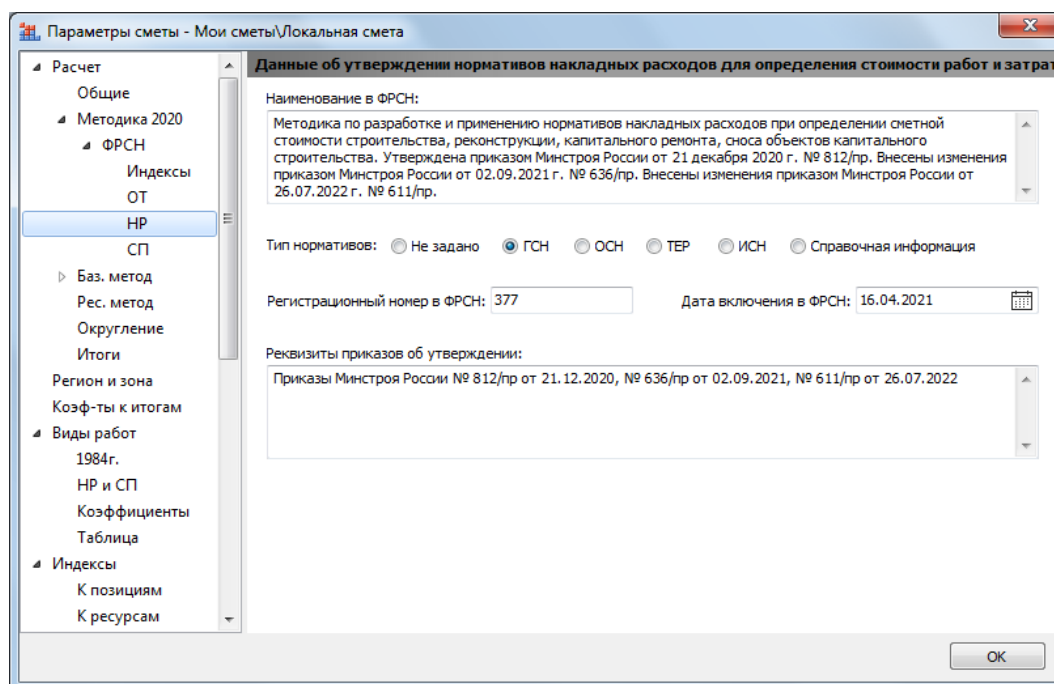 Параметры сметы - Мои сметы\Локальная смета
Расчет
Общие
Методика 2020
ФРСН
Индексы
ОТ
НР
СП
Баз. метод
Рес. метод
Округление
Итоги
Регион и зона
Коэф-ты к итогам
Виды работ
1984г.
НР и СП
Коэффициенты
Таблица
Индексы
К позициям
К ресурсам
Данные об утверждении нормативов накладных расходов для определения стоимости работ и затрат
Наименование в ФРСН:
Методика по разработке и применению нормативов накладных расходов при определении сметной
стоимости строительства, реконструкции, капитального ремонта, сноса объектов капитального
строительства. Утверждена приказом Минстроя России от 21 декабря 2020 г. № 812/пр. Внесены изменения
приказом Минстроя России от 02.09.2021 г. № 636/пр. Внесены изменения приказом Минстроя России от
26.07.2022 г. № 611/пр.
Тип нормативов: Не задано ГСН ОСН ТЕР ИСН Справочная информация
Регистрационный номер в ФРСН: 377 Дата включения в ФРСН: 16.04.2021
Реквизиты приказов об утверждении:
Приказы Минстроя России № 812/пр от 21.12.2020, № 636/пр от 02.09.2021, № 611/пр от 26.07.2022
ОК